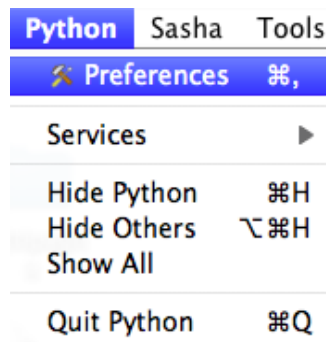 Python Sasha Tools
Preferences ⌘,
Services
Hide Python ⌘H
Hide Others ⌥⌘H
Show All
Quit Python ⌘Q